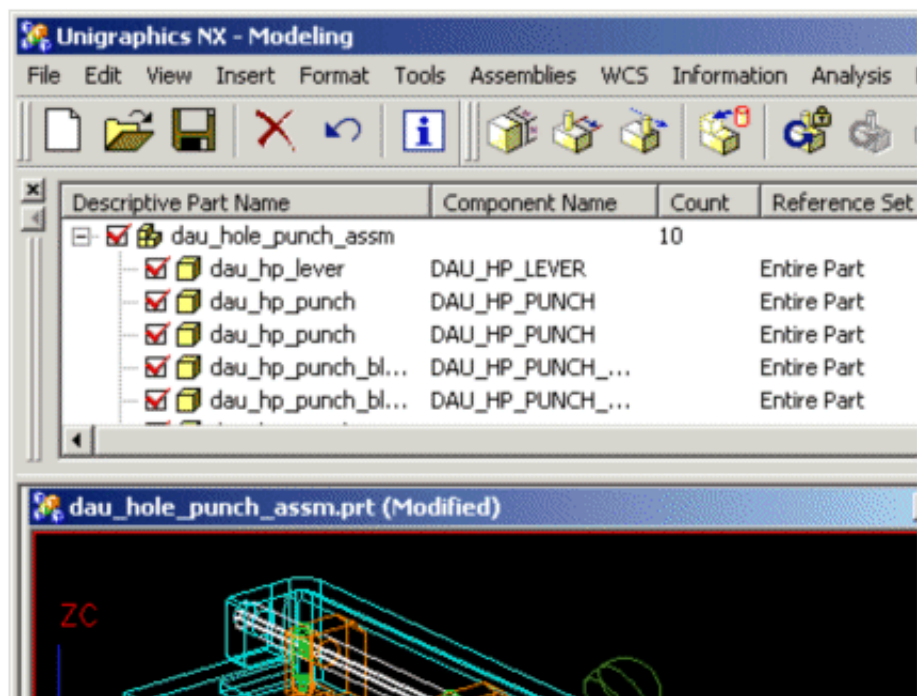 Unigraphics NX - Modeling
File Edit View Insert Format Tools Assemblies WCS Information Analysis
Descriptive Part Name Component Name Count Reference Set
dau_hole_punch_assm 10
dau_hp_lever DAU_HP_LEVER Entire Part
dau_hp_punch DAU_HP_PUNCH Entire Part
dau_hp_punch DAU_HP_PUNCH Entire Part
dau_hp_punch_bl... DAU_HP_PUNCH_... Entire Part
dau_hp_punch_bl... DAU_HP_PUNCH_... Entire Part
dau_hole_punch_assm.prt (Modified)
ZC